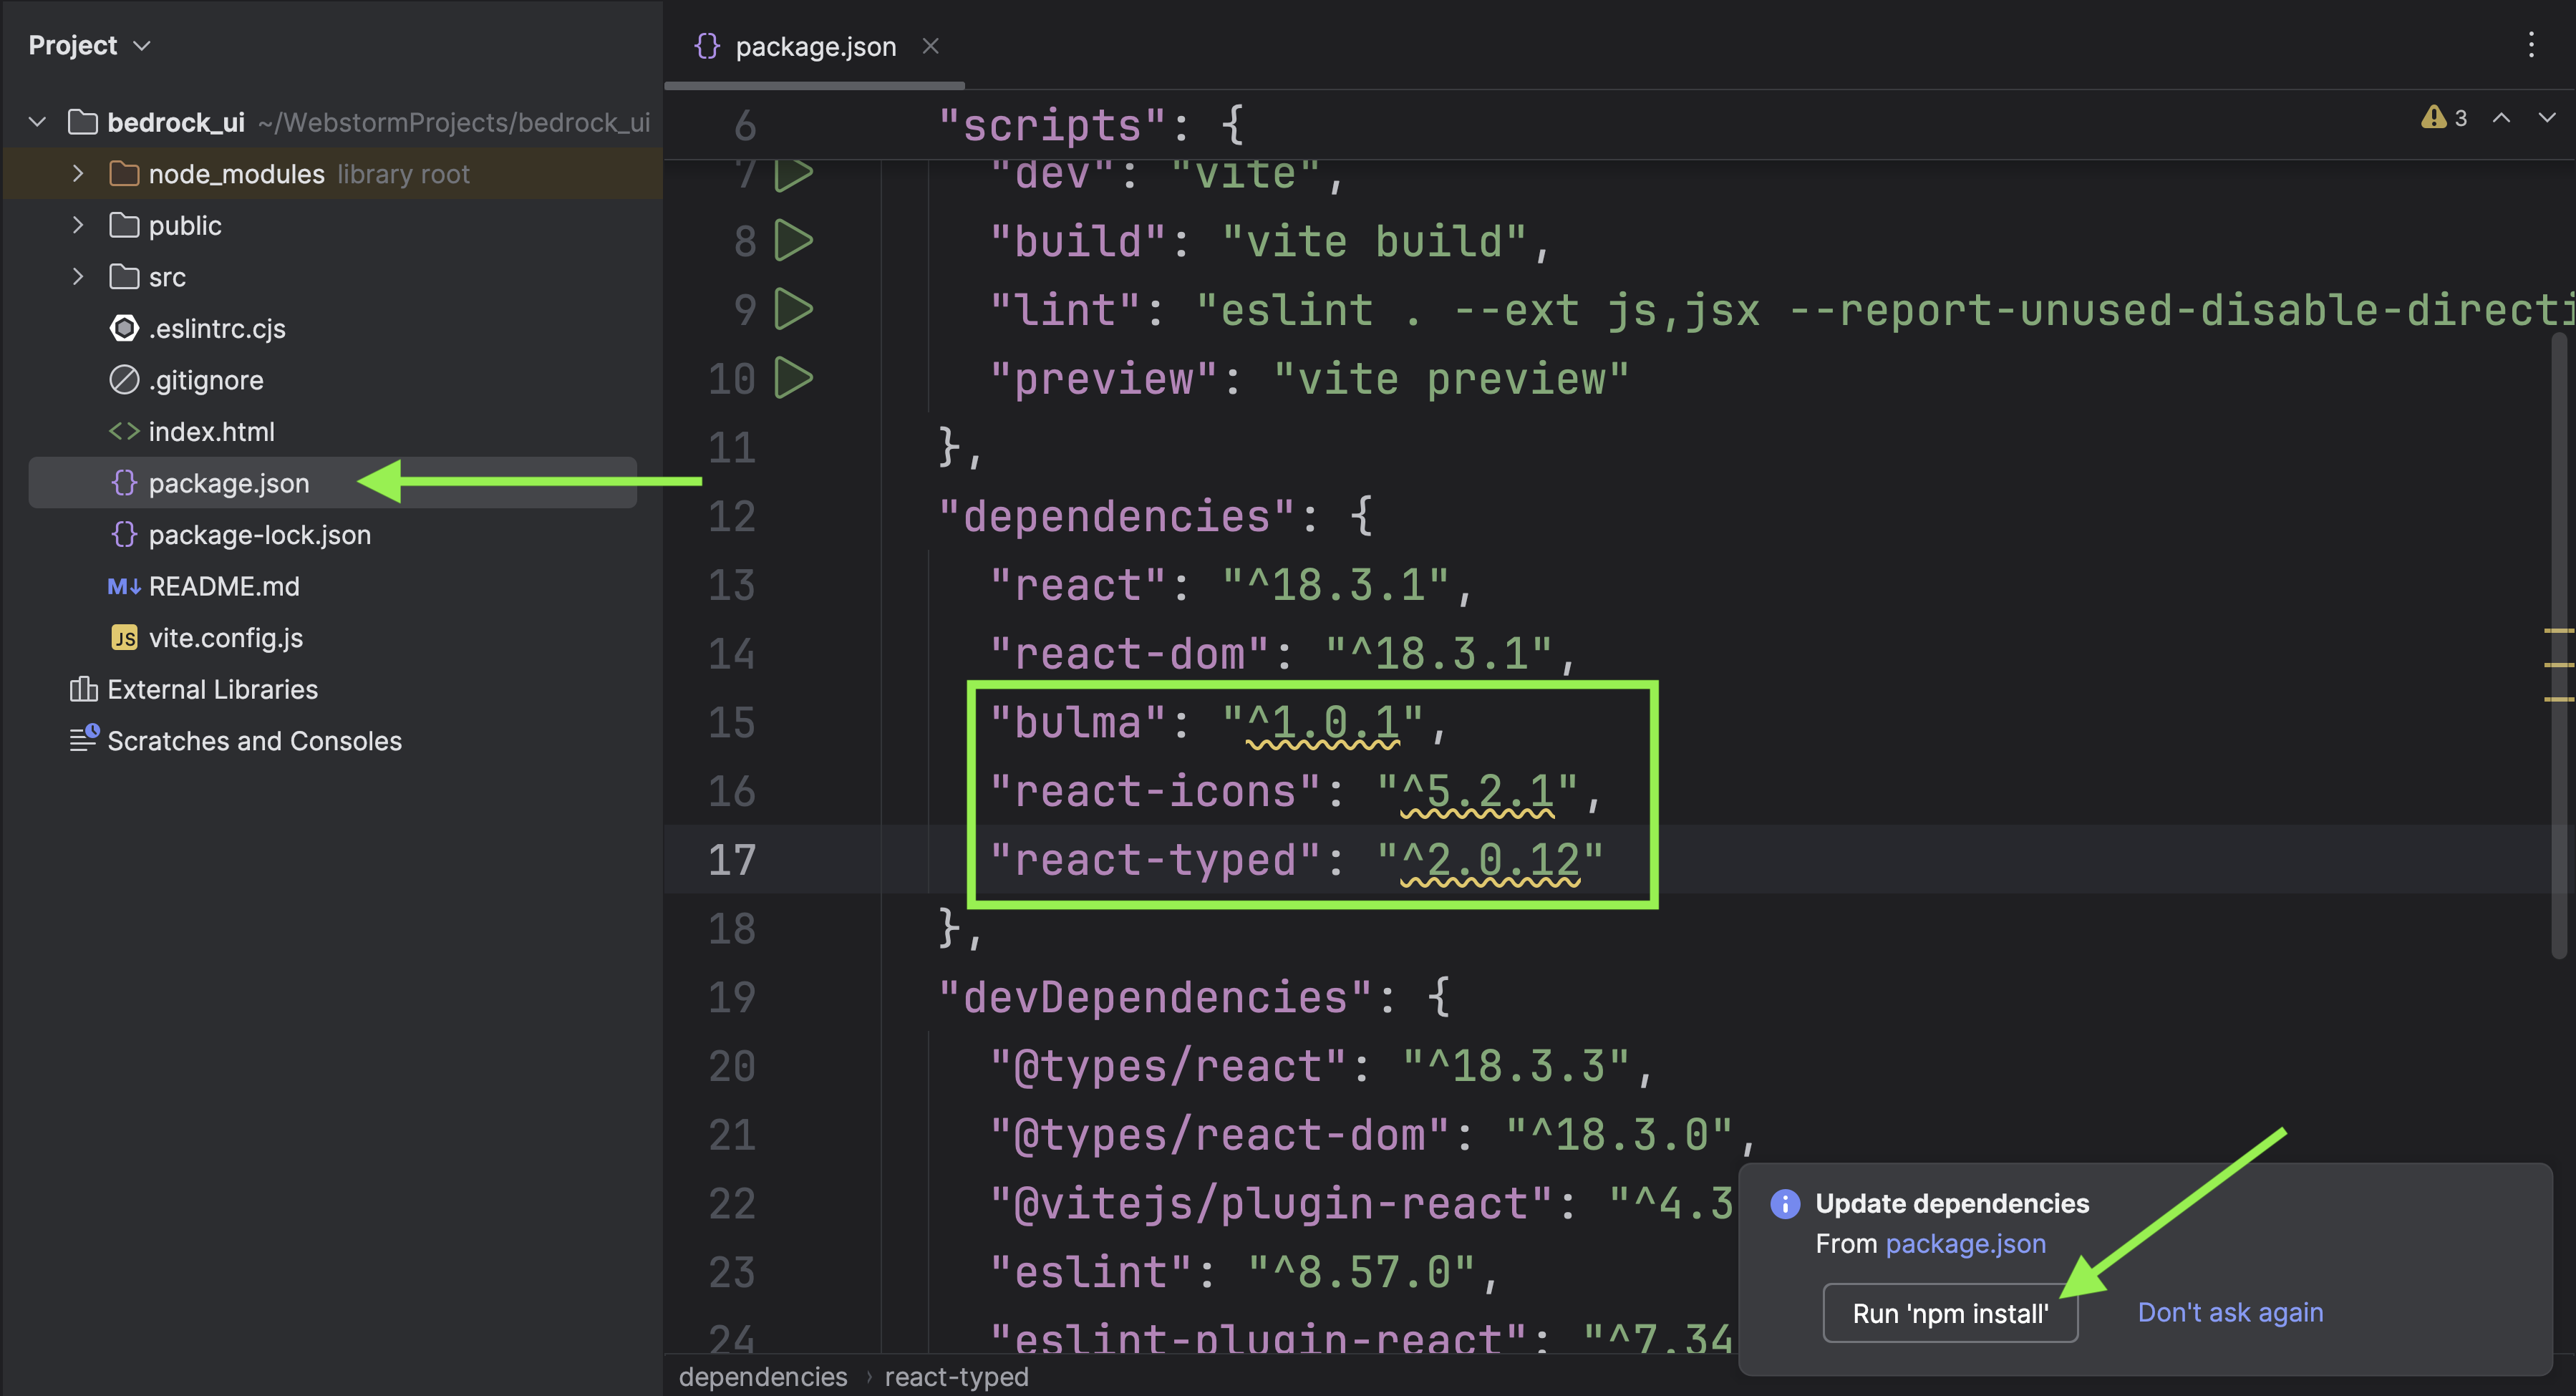 Project
bedrock_ui ~/WebstormProjects/bedrock_ui
node_modules library root
public
src
.eslintrc.cjs
.gitignore
index.html
package.json
package-lock.json
README.md
vite.config.js
External Libraries
Scratches and Consoles
package.json
3
6 "scripts": {
7 "dev": "vite",
8 "build": "vite build",
9 "lint": "eslint . --ext js,jsx --report-unused-disable-directi
10 "preview": "vite preview"
11 },
12 "dependencies": {
13 "react": "^18.3.1",
14 "react-dom": "^18.3.1",
15 "bulma": "^1.0.1",
16 "react-icons": "^5.2.1",
17 "react-typed": "^2.0.12"
18 },
19 "devDependencies": {
20 "@types/react": "^18.3.3",
21 "@types/react-dom": "^18.3.0",
22 "@vitejs/plugin-react": "^4.3
23 "eslint": "^8.57.0",
24 "eslint-plugin-react": "^7.34
Update dependencies
From package.json
Run 'npm install'
Don't ask again
dependencies › react-typed